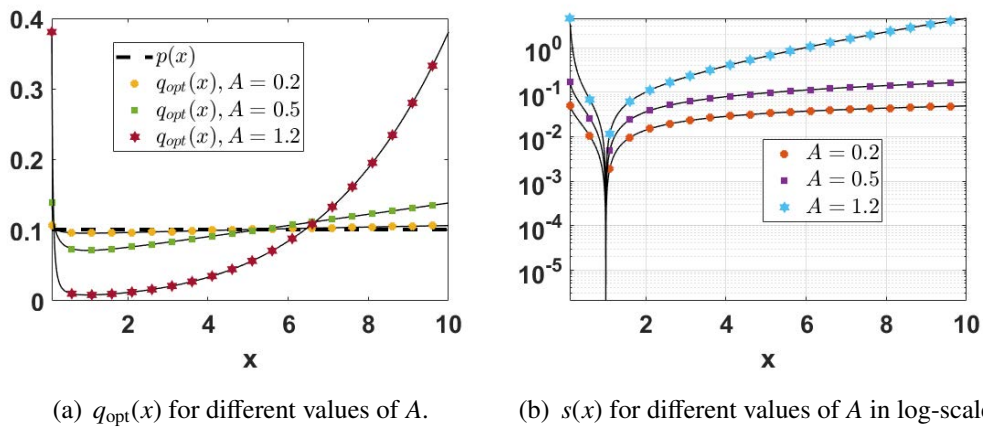 0.4
0.3
0.2
0.1
0
p(x)
q_opt(x), A = 0.2
q_opt(x), A = 0.5
q_opt(x), A = 1.2
2 4 6 8 10
x
10^0
10^-1
10^-2
10^-3
10^-4
10^-5
A = 0.2
A = 0.5
A = 1.2
2 4 6 8 10
x
(a) q_opt(x) for different values of A.
(b) s(x) for different values of A in log-scale